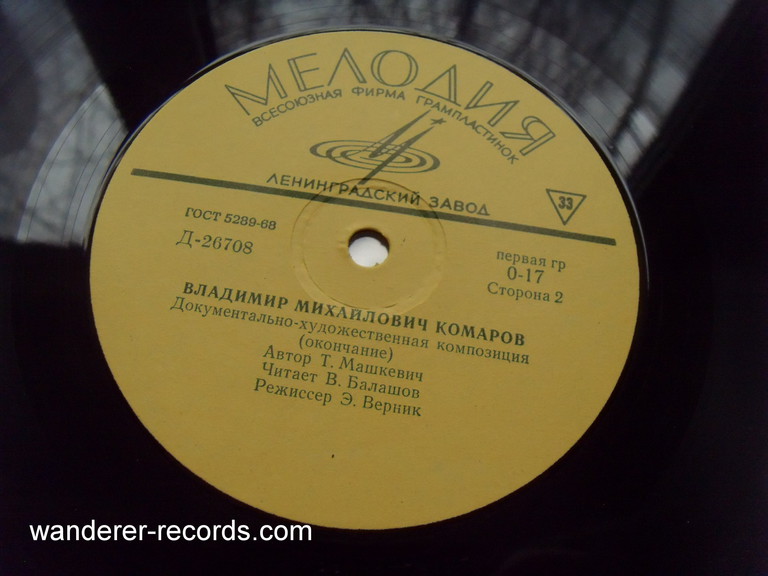 МЕЛОДИЯ
ВСЕСОЮЗНАЯ ФИРМА ГРАМПЛАСТИНОК
ЛЕНИНГРАДСКИЙ ЗАВОД
33
ГОСТ 5289-68
Д-26708
первая гр
0-17
Сторона 2
ВЛАДИМИР МИХАЙЛОВИЧ КОМАРОВ
Документально-художественная композиция
(окончание)
Автор Т. Машкевич
Читает В. Балашов
Режиссер Э. Верник
wanderer-records.com